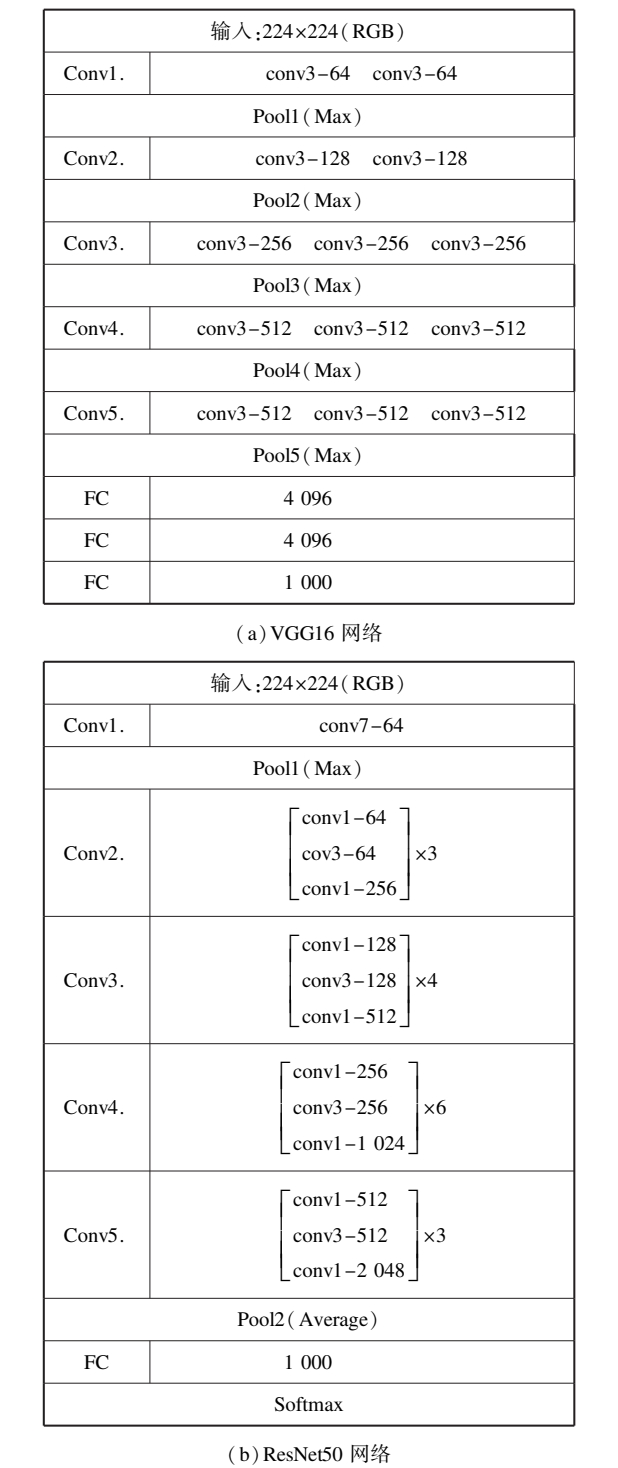 输入:224×224(RGB)
Conv1. conv3-64 conv3-64
Pool1(Max)
Conv2. conv3-128 conv3-128
Pool2(Max)
Conv3. conv3-256 conv3-256 conv3-256
Pool3(Max)
Conv4. conv3-512 conv3-512 conv3-512
Pool4(Max)
Conv5. conv3-512 conv3-512 conv3-512
Pool5(Max)
FC 4 096
FC 4 096
FC 1 000
(a)VGG16 网络
输入:224×224(RGB)
Conv1. conv7-64
Pool1(Max)
conv1-64
Conv2. cov3-64 ×3
conv1-256
conv1-128
Conv3. conv3-128 ×4
conv1-512
conv1-256
Conv4. conv3-256 ×6
conv1-1 024
conv1-512
Conv5. conv3-512 ×3
conv1-2 048
Pool2(Average)
FC 1 000
Softmax
(b)ResNet50 网络